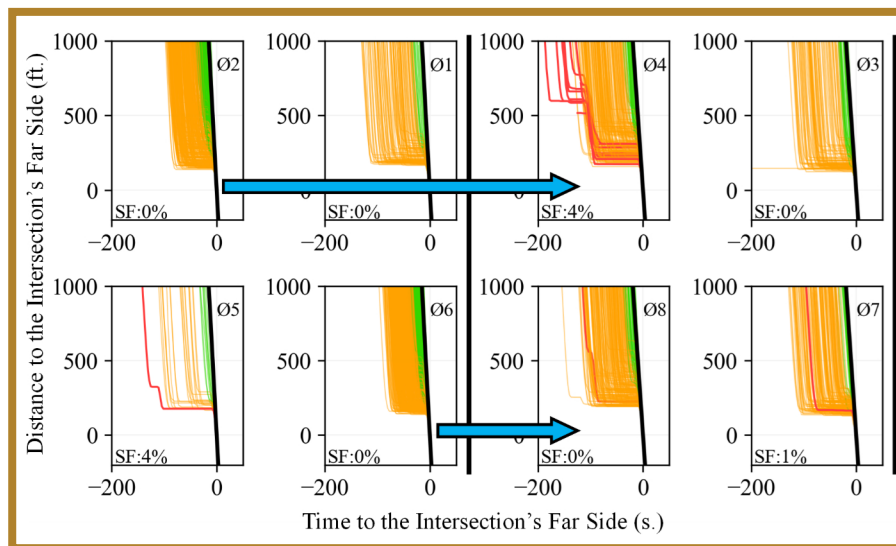 Distance to the Intersection's Far Side (ft.)
1000 1000 1000 1000
Ø2 Ø1 Ø4 Ø3
500 500 500 500
0 0 0 0
SF:0% SF:0% SF:4% SF:0%
−200 0 −200 0 −200 0 −200 0
1000 1000 1000 1000
Ø5 Ø6 Ø8 Ø7
500 500 500 500
0 0 0 0
SF:4% SF:0% SF:0% SF:1%
−200 0 −200 0 −200 0 −200 0
Time to the Intersection's Far Side (s.)